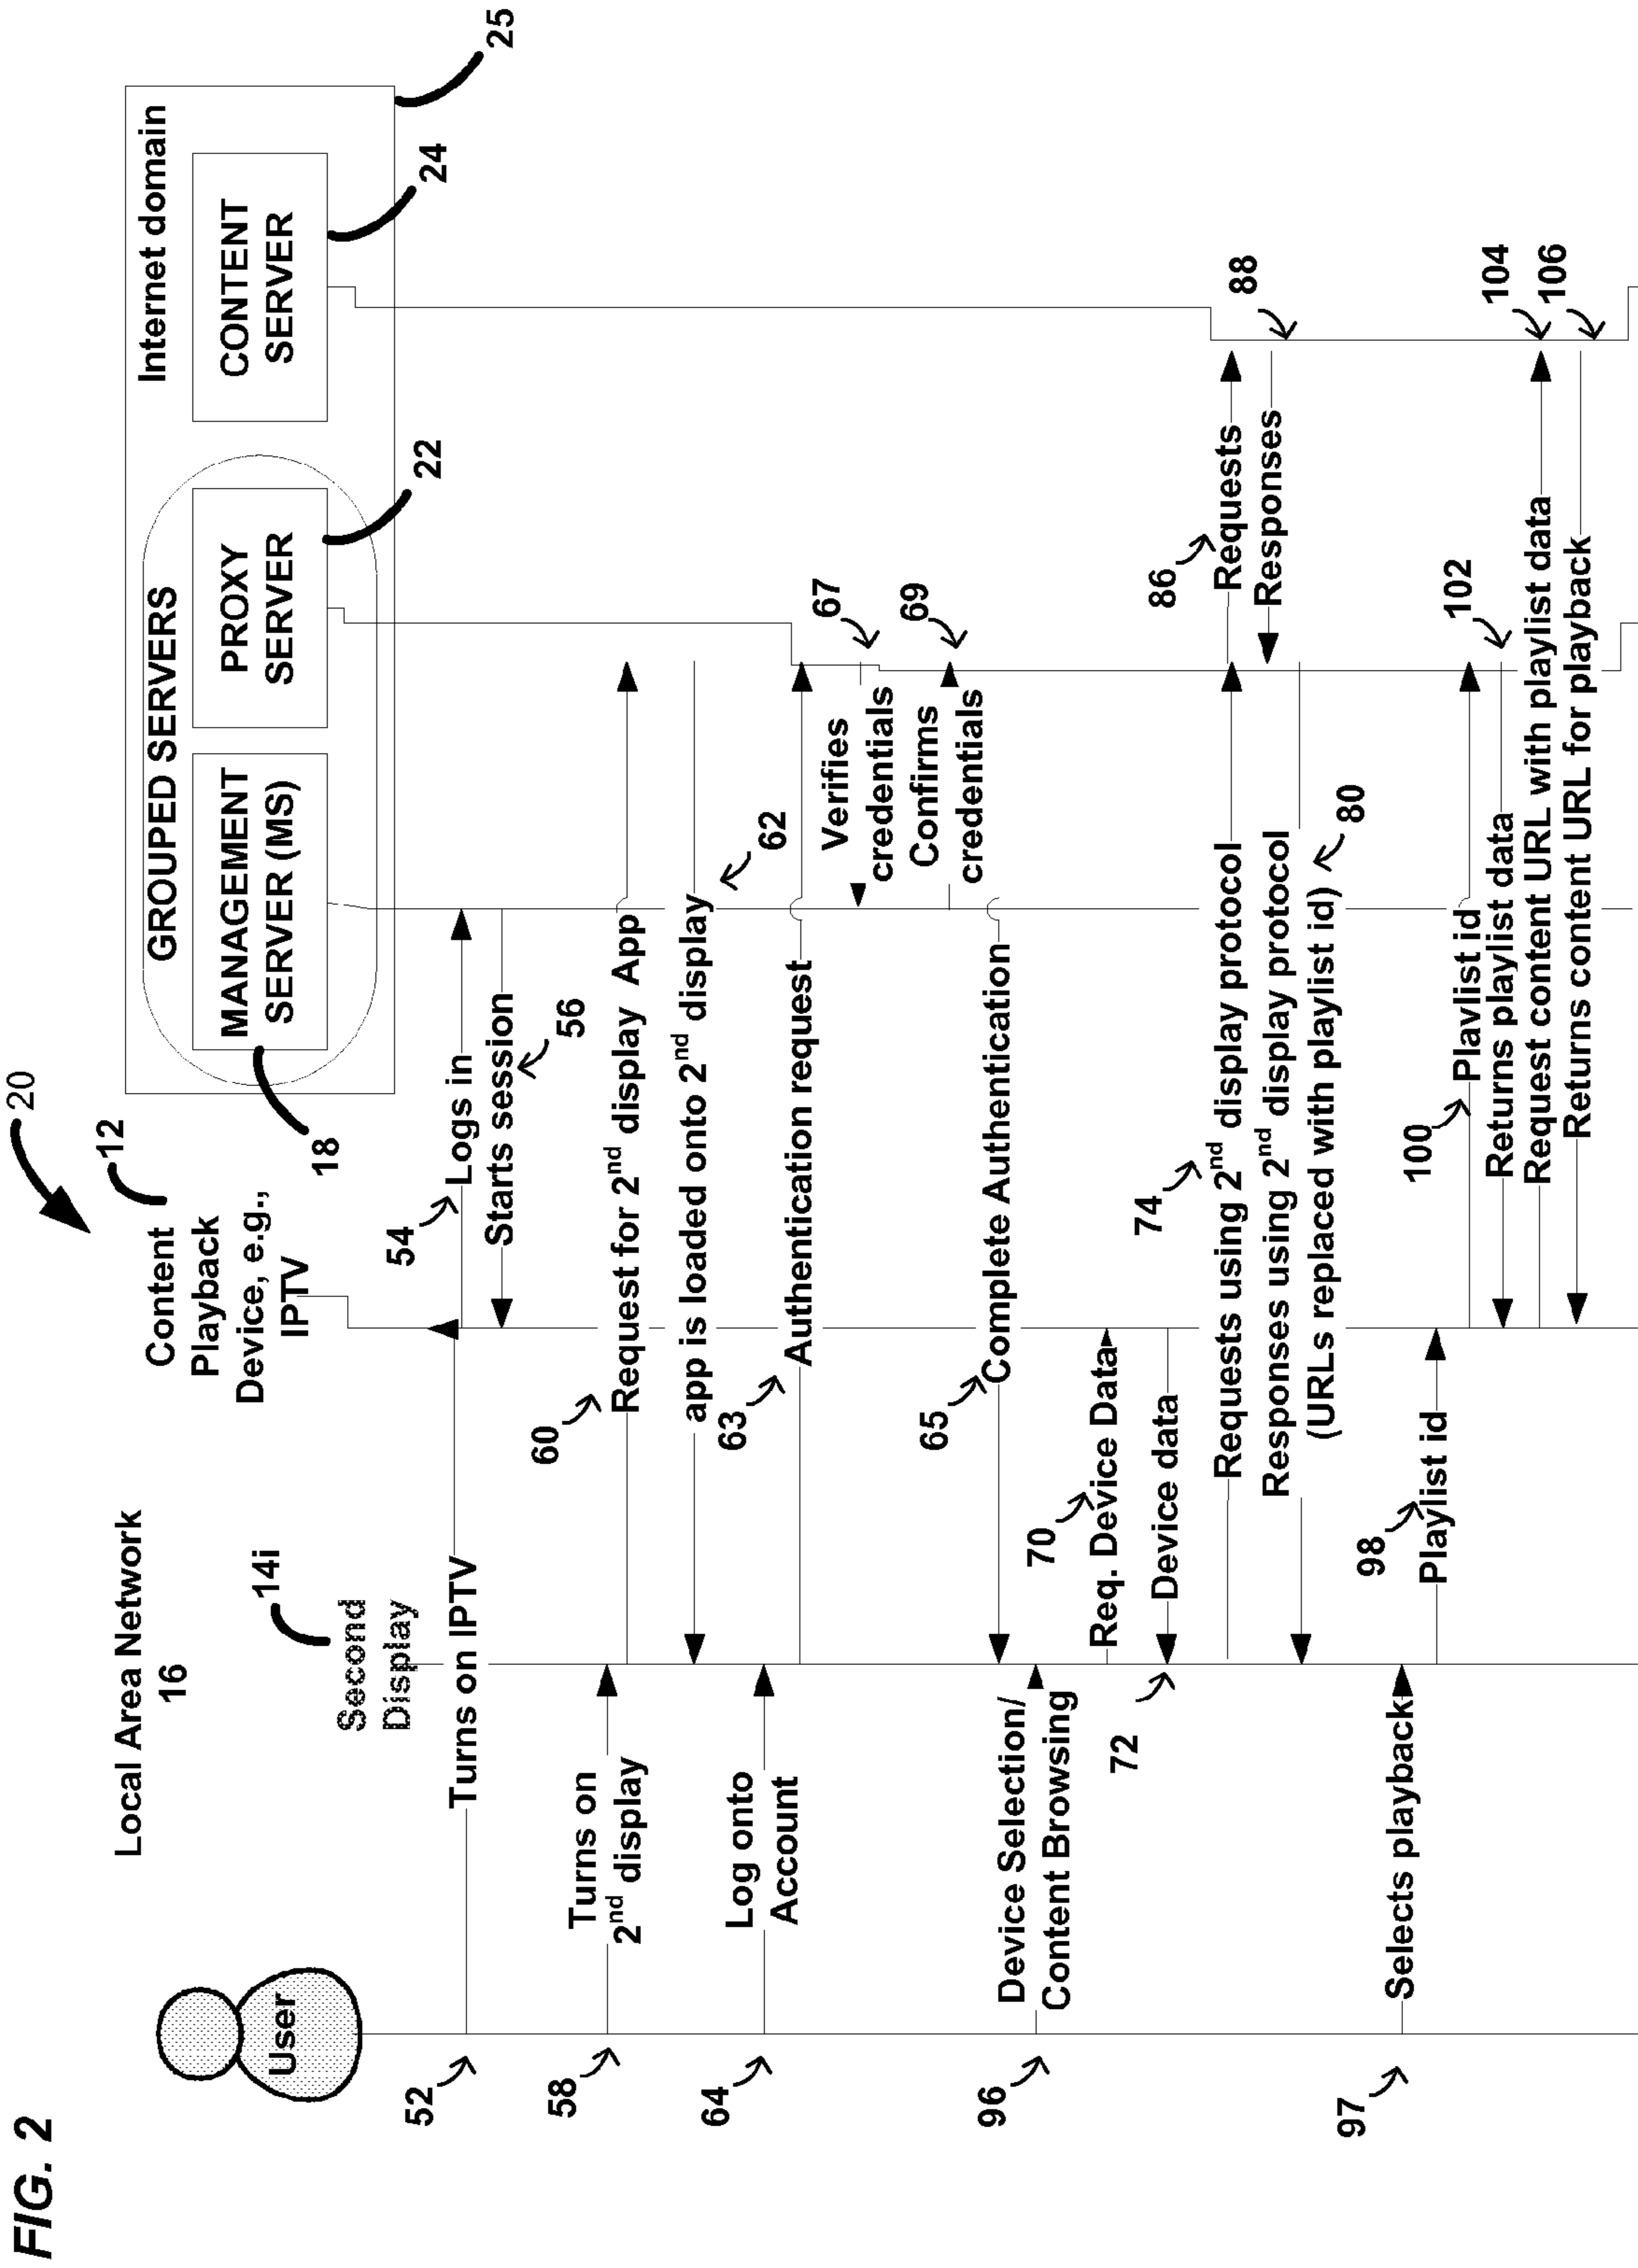 FIG. 2
20
Local Area Network
16
14i
Second
Display
12
Content
Playback
Device, e.g.,
IPTV
Internet domain
25
GROUPED SERVERS
MANAGEMENT
SERVER (MS)
18
PROXY
SERVER
22
CONTENT
SERVER
24
User
52
Turns on IPTV
54
Logs in
Starts session
56
58
Turns on
2nd display
60
Request for 2nd display App
app is loaded onto 2nd display
62
64
Log onto
Account
63
Authentication request
67
Verifies
credentials
69
Confirms
credentials
65
Complete Authentication
96
Device Selection/
Content Browsing
70
Req. Device Data
Device data
72
74
Requests using 2nd display protocol
Responses using 2nd display protocol
(URLs replaced with playlist id)
80
86
Requests
Responses
88
97
Selects playback
98
Playlist id
100
Playlist id
102
Returns playlist data
Request content URL with playlist data
104
Returns content URL for playback
106